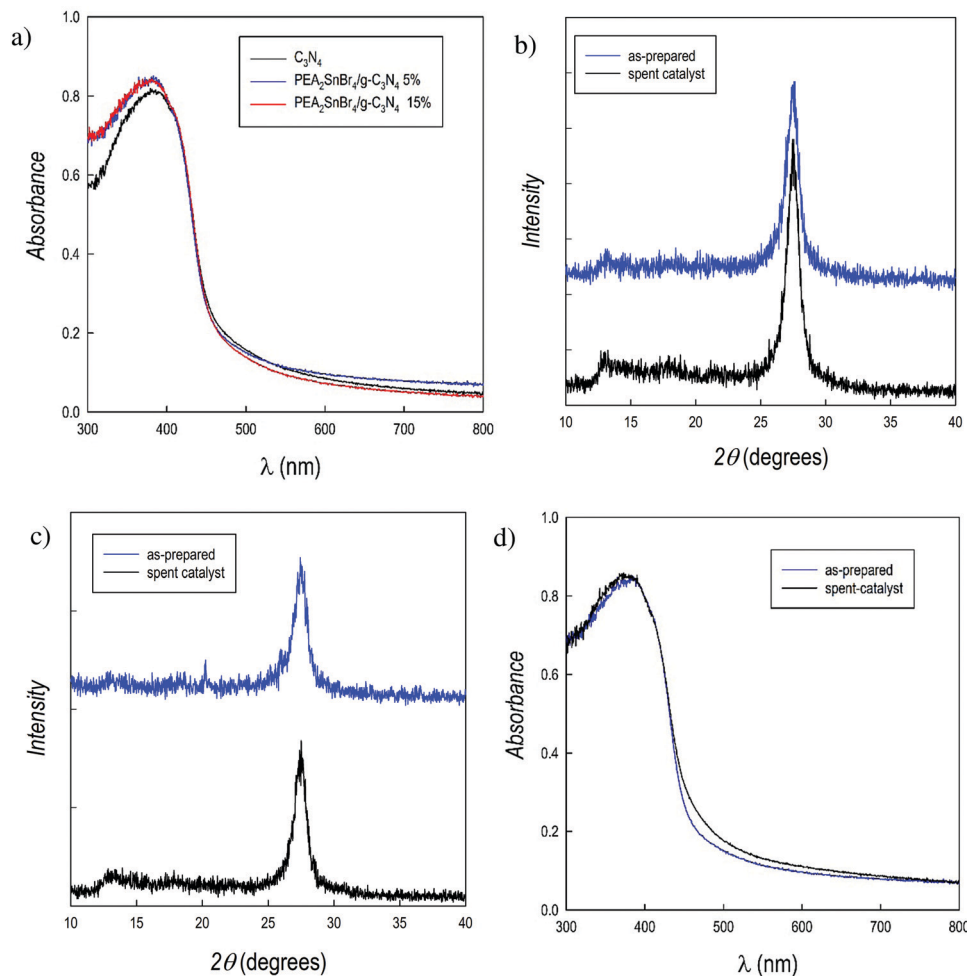 a)
C₃N₄
PEA₂SnBr₄/g-C₃N₄ 5%
PEA₂SnBr₄/g-C₃N₄ 15%
Absorbance
1.0
0.8
0.6
0.4
0.2
0.0
300 400 500 600 700 800
λ (nm)
b)
as-prepared
spent catalyst
Intensity
10 15 20 25 30 35 40
2θ (degrees)
c)
as-prepared
spent catalyst
Intensity
10 15 20 25 30 35 40
2θ (degrees)
d)
as-prepared
spent-catalyst
Absorbance
1.0
0.8
0.6
0.4
0.2
0.0
300 400 500 600 700 800
λ (nm)